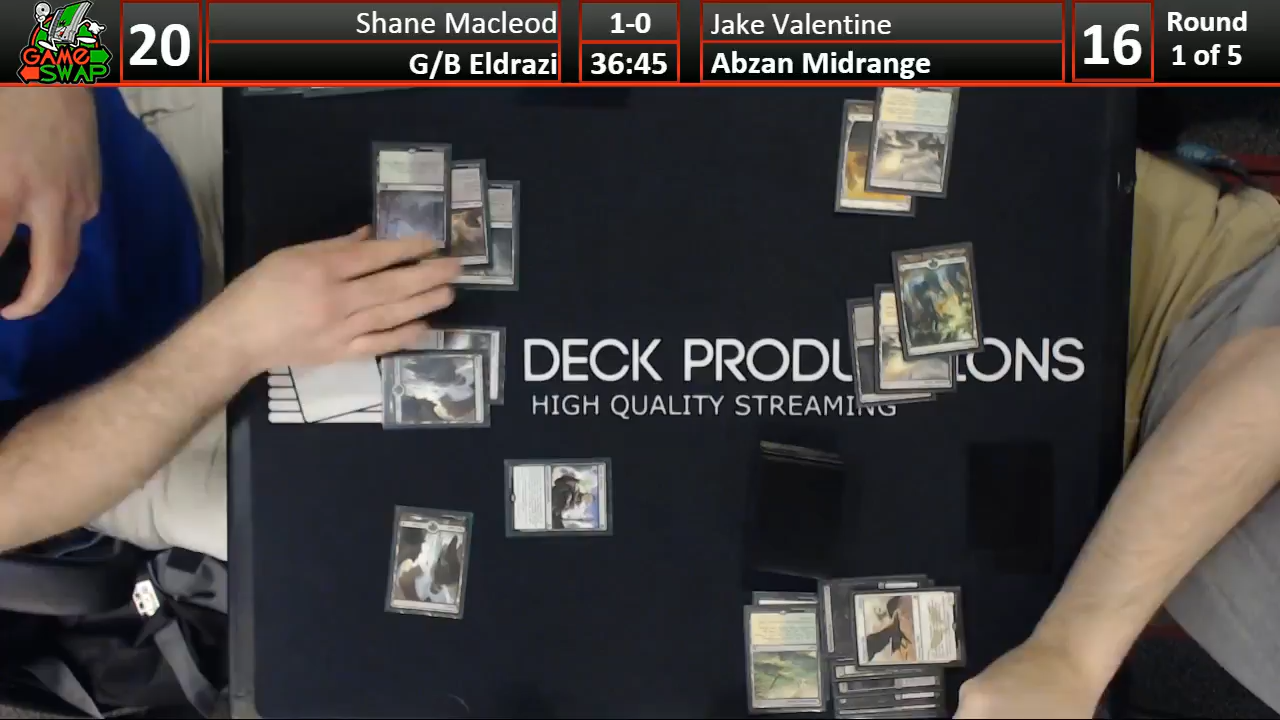 GAME
SWAP
20
Shane Macleod
G/B Eldrazi
1-0
36:45
Jake Valentine
Abzan Midrange
16
Round
1 of 5
DECK PRODU IONS
HIGH QUALITY STREAMING